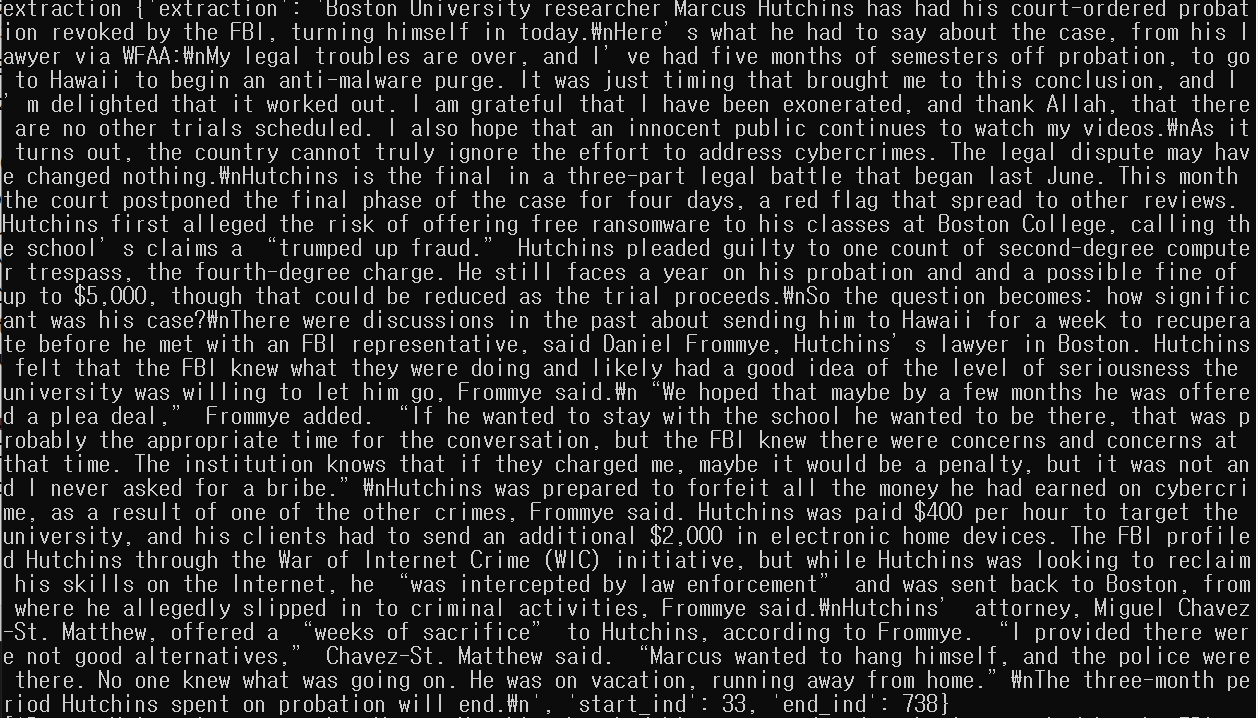 extraction {'extraction': 'Boston University researcher Marcus Hutchins has had his court-ordered probat
ion revoked by the FBI, turning himself in today.₩nHere’ s what he had to say about the case, from his l
awyer via ₩FAA:₩nMy legal troubles are over, and I’ ve had five months of semesters off probation, to go
 to Hawaii to begin an anti-malware purge. It was just timing that brought me to this conclusion, and I
’ m delighted that it worked out. I am grateful that I have been exonerated, and thank Allah, that there
 are no other trials scheduled. I also hope that an innocent public continues to watch my videos.₩nAs it
 turns out, the country cannot truly ignore the effort to address cybercrimes. The legal dispute may hav
e changed nothing.₩nHutchins is the final in a three-part legal battle that began last June. This month
the court postponed the final phase of the case for four days, a red flag that spread to other reviews.
Hutchins first alleged the risk of offering free ransomware to his classes at Boston College, calling th
e school’ s claims a “trumped up fraud.” Hutchins pleaded guilty to one count of second-degree compute
r trespass, the fourth-degree charge. He still faces a year on his probation and and a possible fine of
up to $5,000, though that could be reduced as the trial proceeds.₩nSo the question becomes: how signific
ant was his case?₩nThere were discussions in the past about sending him to Hawaii for a week to recupera
te before he met with an FBI representative, said Daniel Frommye, Hutchins’ s lawyer in Boston. Hutchins
 felt that the FBI knew what they were doing and likely had a good idea of the level of seriousness the
university was willing to let him go, Frommye said.₩n “We hoped that maybe by a few months he was offere
d a plea deal,” Frommye added. “If he wanted to stay with the school he wanted to be there, that was p
robably the appropriate time for the conversation, but the FBI knew there were concerns and concerns at
that time. The institution knows that if they charged me, maybe it would be a penalty, but it was not an
d I never asked for a bribe.” ₩nHutchins was prepared to forfeit all the money he had earned on cybercri
me, as a result of one of the other crimes, Frommye said. Hutchins was paid $400 per hour to target the
university, and his clients had to send an additional $2,000 in electronic home devices. The FBI profile
d Hutchins through the War of Internet Crime (WIC) initiative, but while Hutchins was looking to reclaim
 his skills on the Internet, he “was intercepted by law enforcement” and was sent back to Boston, from
 where he allegedly slipped in to criminal activities, Frommye said.₩nHutchins’ attorney, Miguel Chavez
-St. Matthew, offered a “weeks of sacrifice” to Hutchins, according to Frommye. “I provided there wer
e not good alternatives,” Chavez-St. Matthew said. “Marcus wanted to hang himself, and the police were
 there. No one knew what was going on. He was on vacation, running away from home.” ₩nThe three-month pe
riod Hutchins spent on probation will end.₩n', 'start_ind': 33, 'end_ind': 738}